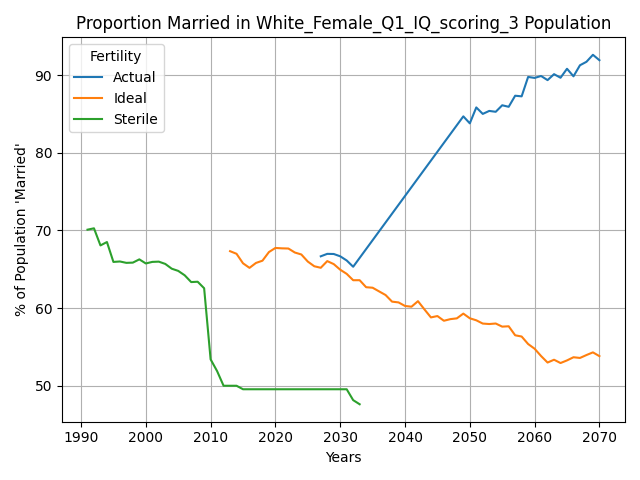 Proportion Married in White_Female_Q1_IQ_scoring_3 Population
Fertility
Actual
Ideal
Sterile
% of Population 'Married'
90
80
70
60
50
1990 2000 2010 2020 2030 2040 2050 2060 2070
Years